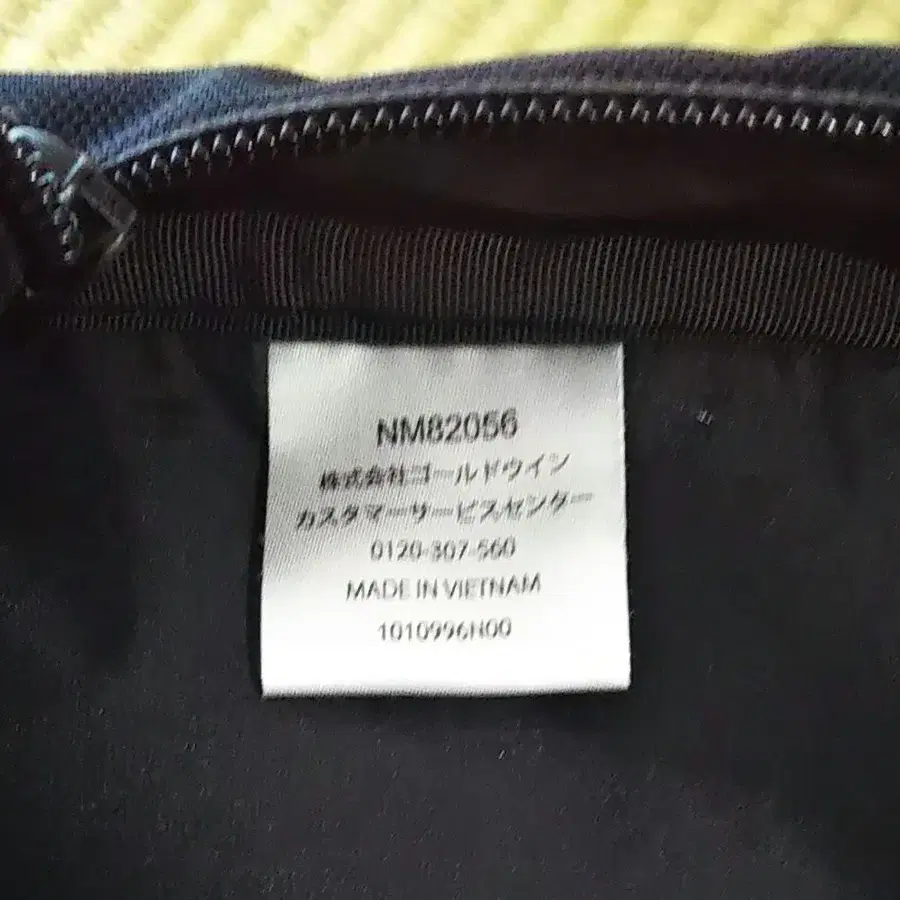 NM82056
株式会社ゴールドウイン
カスタマーサービスセンター
0120-307-560
MADE IN VIETNAM
1010996N00